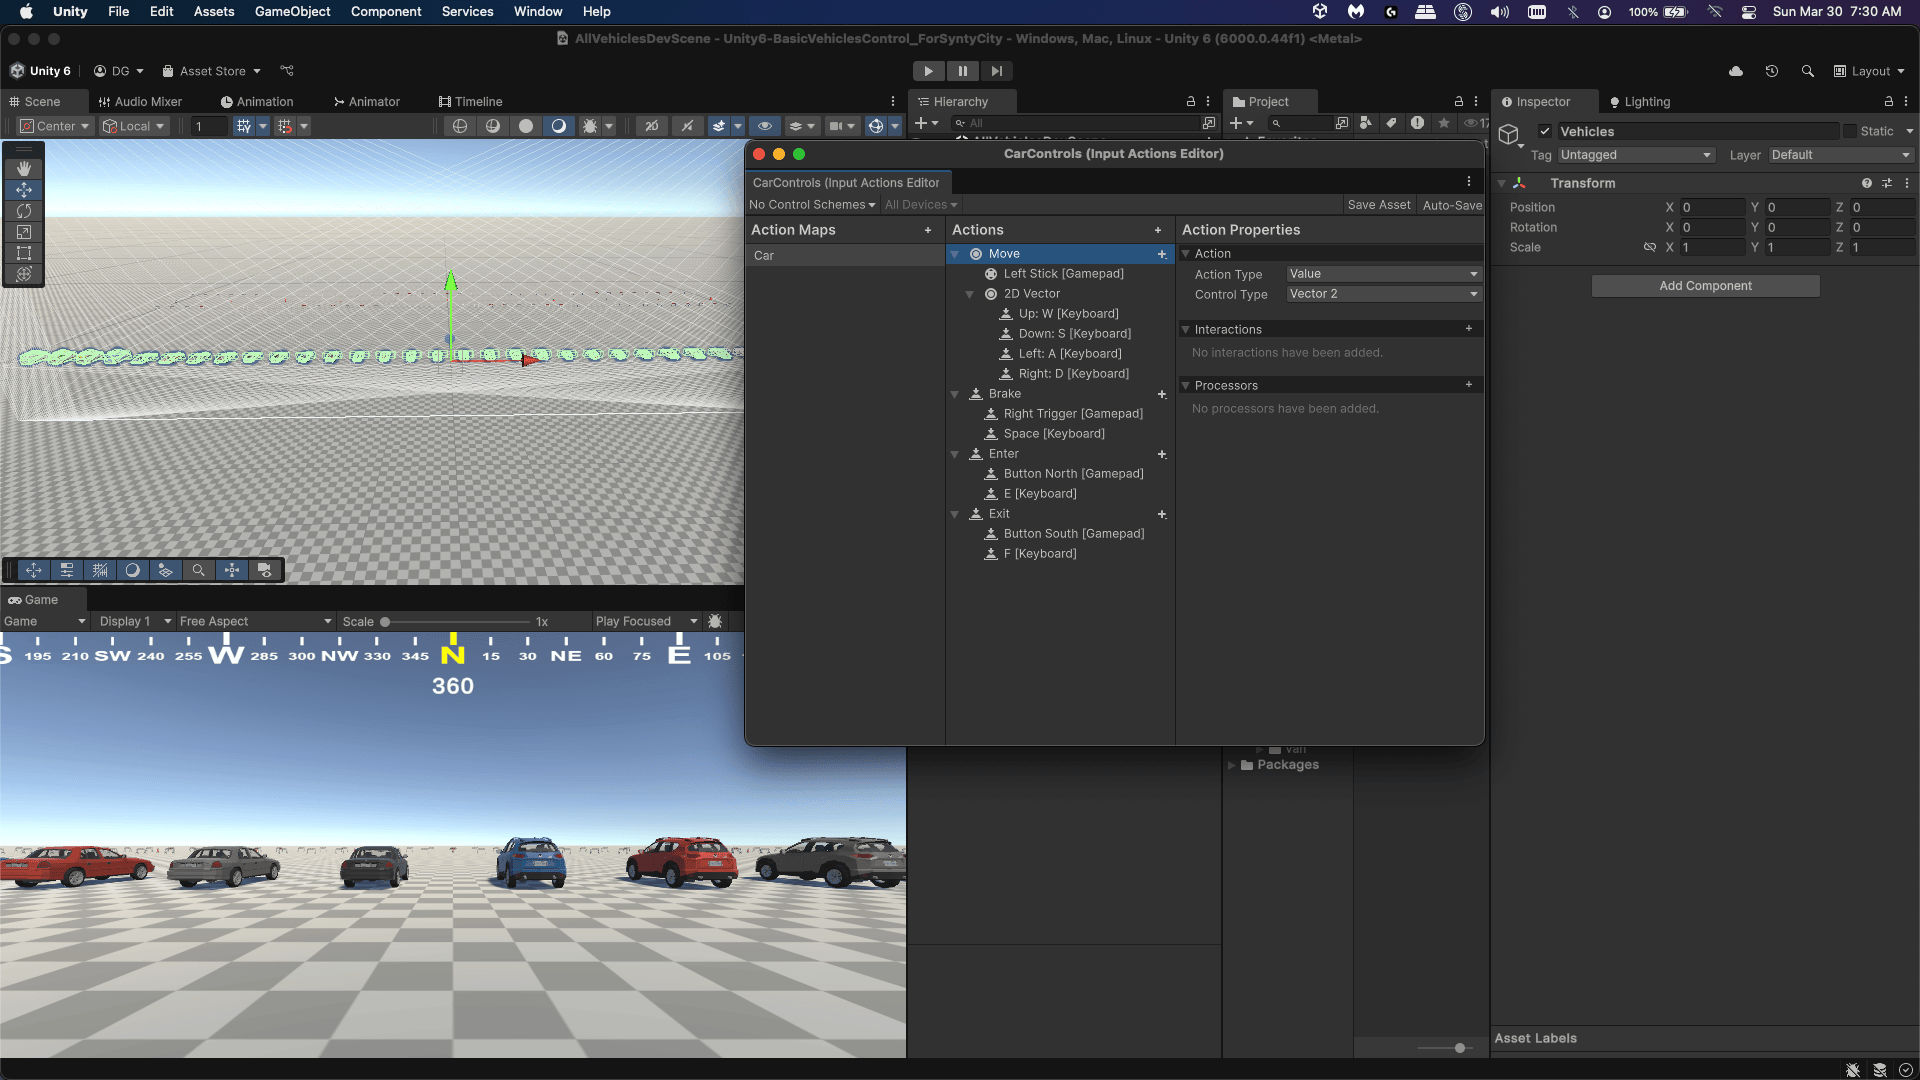 Unity File Edit Assets GameObject Component Services Window Help 100% Sun Mar 30 7:30 AM
AllVehiclesDevScene - Unity6-BasicVehiclesControl_ForSyntyCity - Windows, Mac, Linux - Unity 6 (6000.0.44f1) <Metal>
Unity 6 DG Asset Store Layout
Scene Audio Mixer Animation Animator Timeline Hierarchy Project Inspector Lighting
Center Local 1 2D All 17
Vehicles Static
Tag Untagged Layer Default
Transform
Position X 0 Y 0 Z 0
Rotation X 0 Y 0 Z 0
Scale X 1 Y 1 Z 1
Add Component
CarControls (Input Actions Editor)
CarControls (Input Actions Editor
No Control Schemes All Devices Save Asset Auto-Save
Action Maps + Actions + Action Properties
Car
Move
Left Stick [Gamepad]
2D Vector
Up: W [Keyboard]
Down: S [Keyboard]
Left: A [Keyboard]
Right: D [Keyboard]
Brake
Right Trigger [Gamepad]
Space [Keyboard]
Enter
Button North [Gamepad]
E [Keyboard]
Exit
Button South [Gamepad]
F [Keyboard]
Action
Action Type Value
Control Type Vector 2
Interactions +
No interactions have been added.
Processors +
No processors have been added.
Van
Packages
Game
Game Display 1 Free Aspect Scale 1x Play Focused
S 195 210 SW 240 255 W 285 300 NW 330 345 N 15 30 NE 60 75 E 105
360
Asset Labels